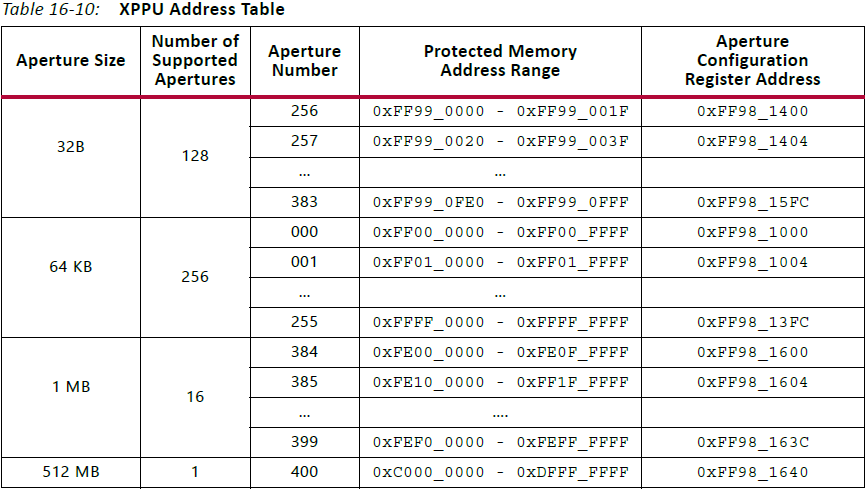 Table 16-10: XPPU Address Table
Aperture Size Number of Supported Apertures Aperture Number Protected Memory Address Range Aperture Configuration Register Address
32B 128 256 0xFF99_0000 - 0xFF99_001F 0xFF98_1400
257 0xFF99_0020 - 0xFF99_003F 0xFF98_1404
... ...
383 0xFF99_0FE0 - 0xFF99_0FFF 0xFF98_15FC
64 KB 256 000 0xFF00_0000 - 0xFF00_FFFF 0xFF98_1000
001 0xFF01_0000 - 0xFF01_FFFF 0xFF98_1004
... ...
255 0xFFFF_0000 - 0xFFFF_FFFF 0xFF98_13FC
1 MB 16 384 0xFE00_0000 - 0xFE0F_FFFF 0xFF98_1600
385 0xFE10_0000 - 0xFF1F_FFFF 0xFF98_1604
... ....
399 0xFEF0_0000 - 0xFEFF_FFFF 0xFF98_163C
512 MB 1 400 0xC000_0000 - 0xDFFF_FFFF 0xFF98_1640